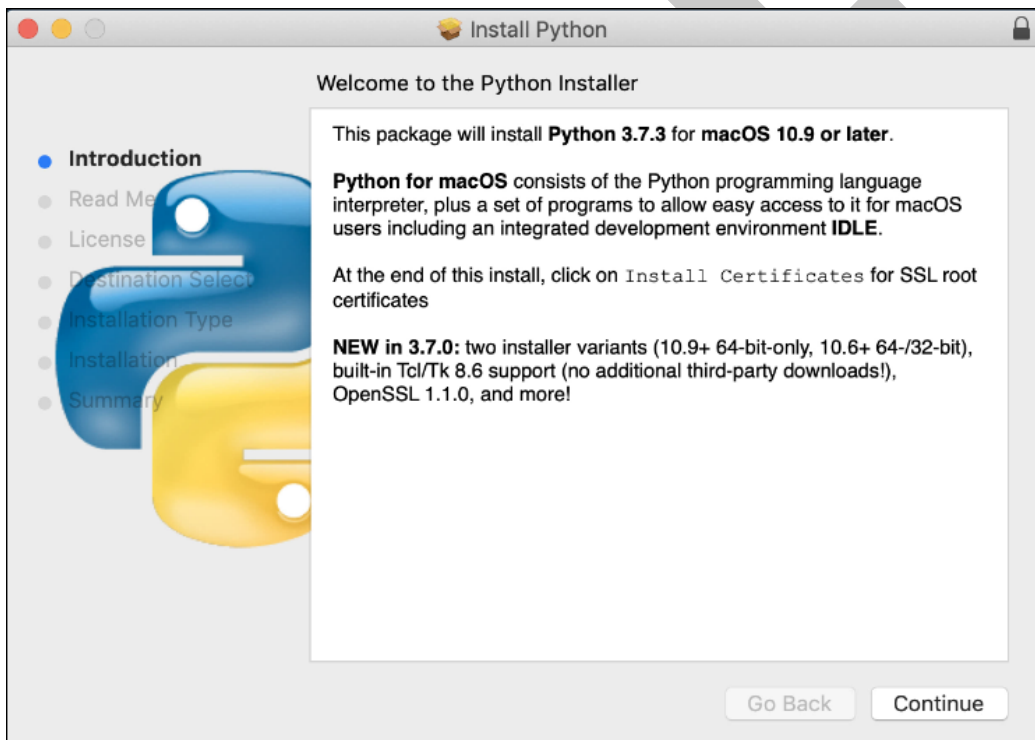 Install Python
Welcome to the Python Installer
Introduction
Read Me
License
Destination Select
Installation Type
Installation
Summary
This package will install Python 3.7.3 for macOS 10.9 or later.
Python for macOS consists of the Python programming language
interpreter, plus a set of programs to allow easy access to it for macOS
users including an integrated development environment IDLE.
At the end of this install, click on Install Certificates for SSL root
certificates
NEW in 3.7.0: two installer variants (10.9+ 64-bit-only, 10.6+ 64-/32-bit),
built-in Tcl/Tk 8.6 support (no additional third-party downloads!),
OpenSSL 1.1.0, and more!
Go Back
Continue